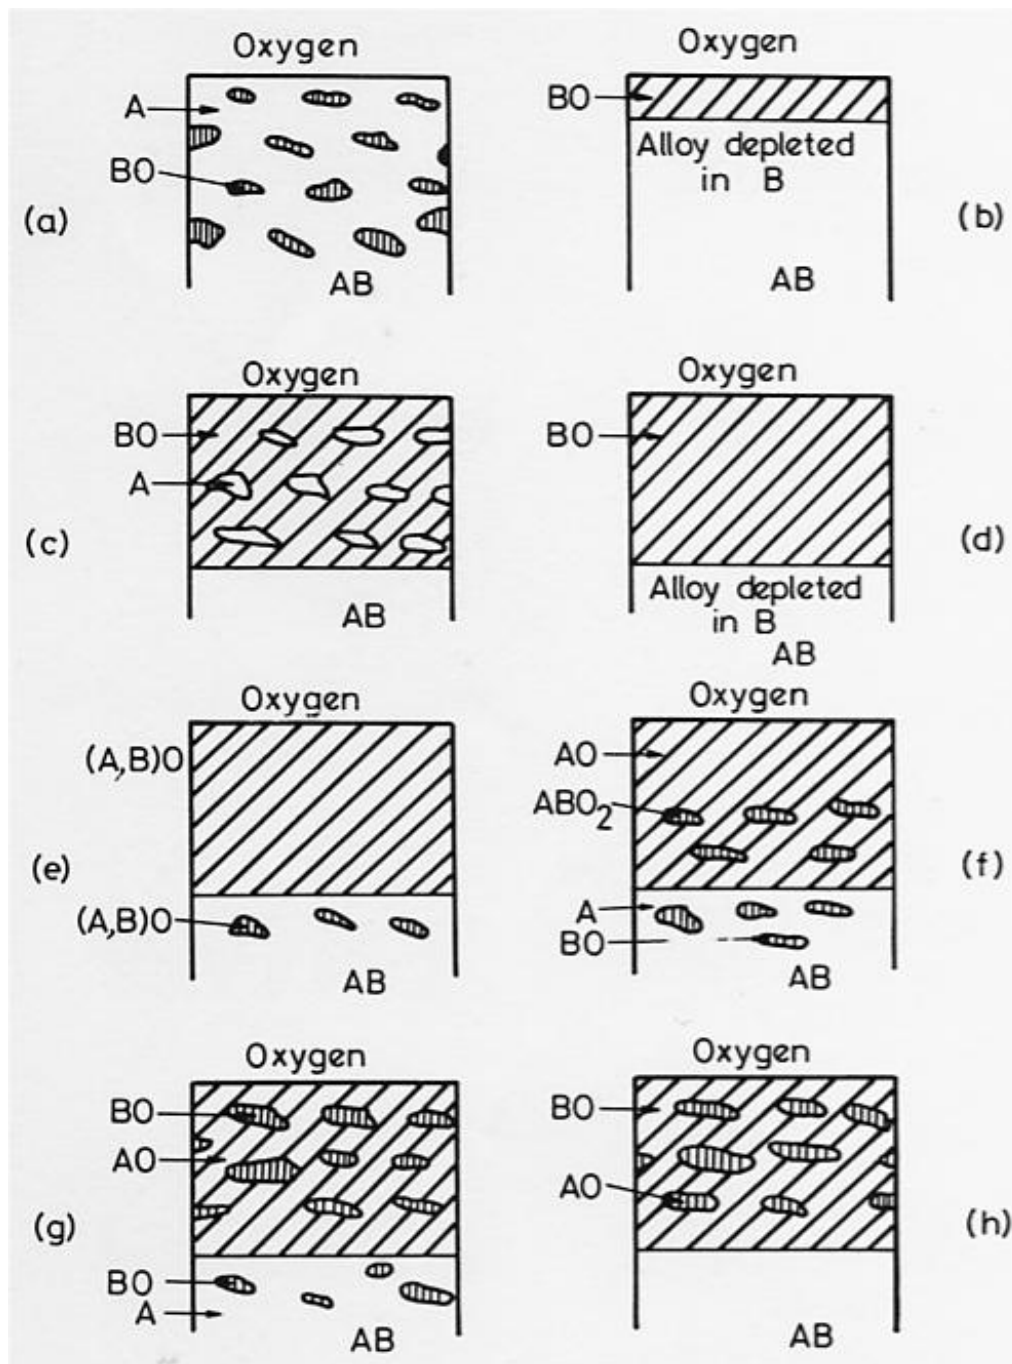 Oxygen
A
BO
(a)
AB
Oxygen
BO
Alloy depleted
in B
(b)
AB
Oxygen
BO
A
(c)
AB
Oxygen
BO
(d)
Alloy depleted
in B
AB
Oxygen
(A,B)O
(e)
(A,B)O
AB
Oxygen
AO
ABO2
(f)
A
BO
AB
Oxygen
BO
AO
(g)
BO
A
AB
Oxygen
BO
AO
(h)
AB